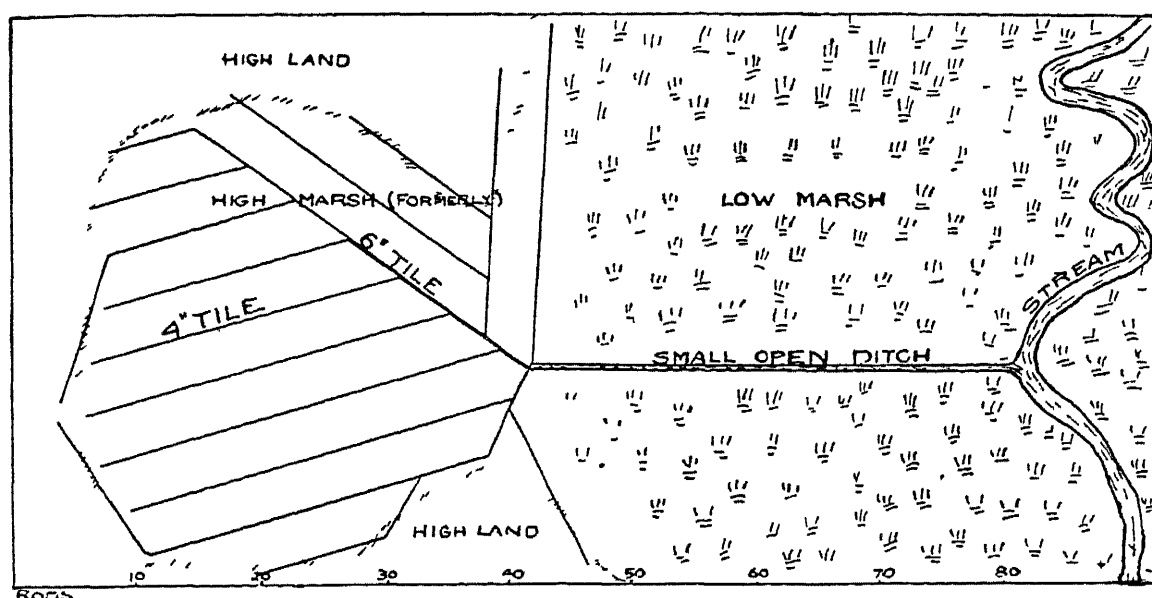 HIGH LAND
HIGH MARSH (FORMERLY)
LOW MARSH
6" TILE
STREAM
4" TILE
SMALL OPEN DITCH
HIGH LAND
10 20 30 40 50 60 70 80
RODS